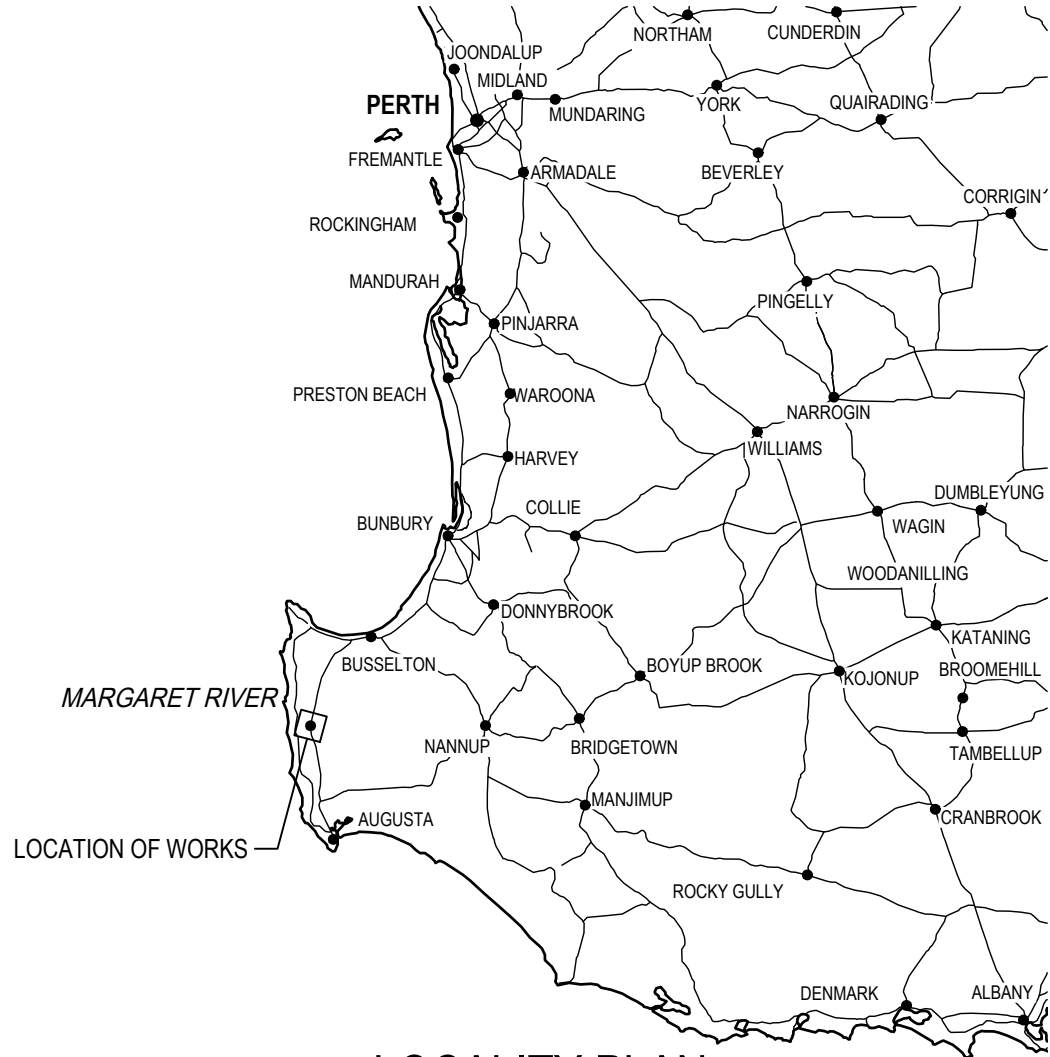 NORTHAM
CUNDERDIN
JOONDALUP
MIDLAND
PERTH
MUNDARING
YORK
QUAIRADING
FREMANTLE
ARMADALE
BEVERLEY
CORRIGIN
ROCKINGHAM
MANDURAH
PINGELLY
PINJARRA
PRESTON BEACH
WAROONA
NARROGIN
WILLIAMS
HARVEY
DUMBLEYUNG
COLLIE
BUNBURY
WAGIN
WOODANILLING
DONNYBROOK
KATANING
BUSSELTON
BOYUP BROOK
BROOMEHILL
KOJONUP
MARGARET RIVER
NANNUP
BRIDGETOWN
TAMBELLUP
MANJIMUP
AUGUSTA
CRANBROOK
LOCATION OF WORKS
ROCKY GULLY
DENMARK
ALBANY
LOCALITY PLAN